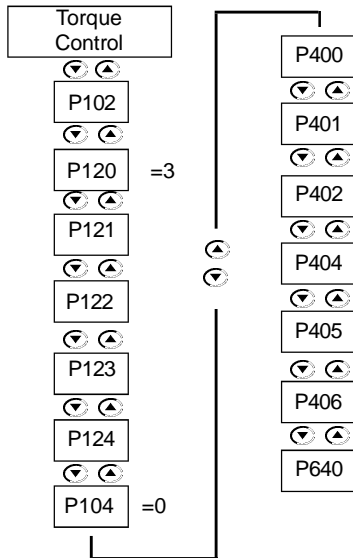 Torque
Control
P102
P120 =3
P121
P122
P123
P124
P104 =0
P400
P401
P402
P404
P405
P406
P640